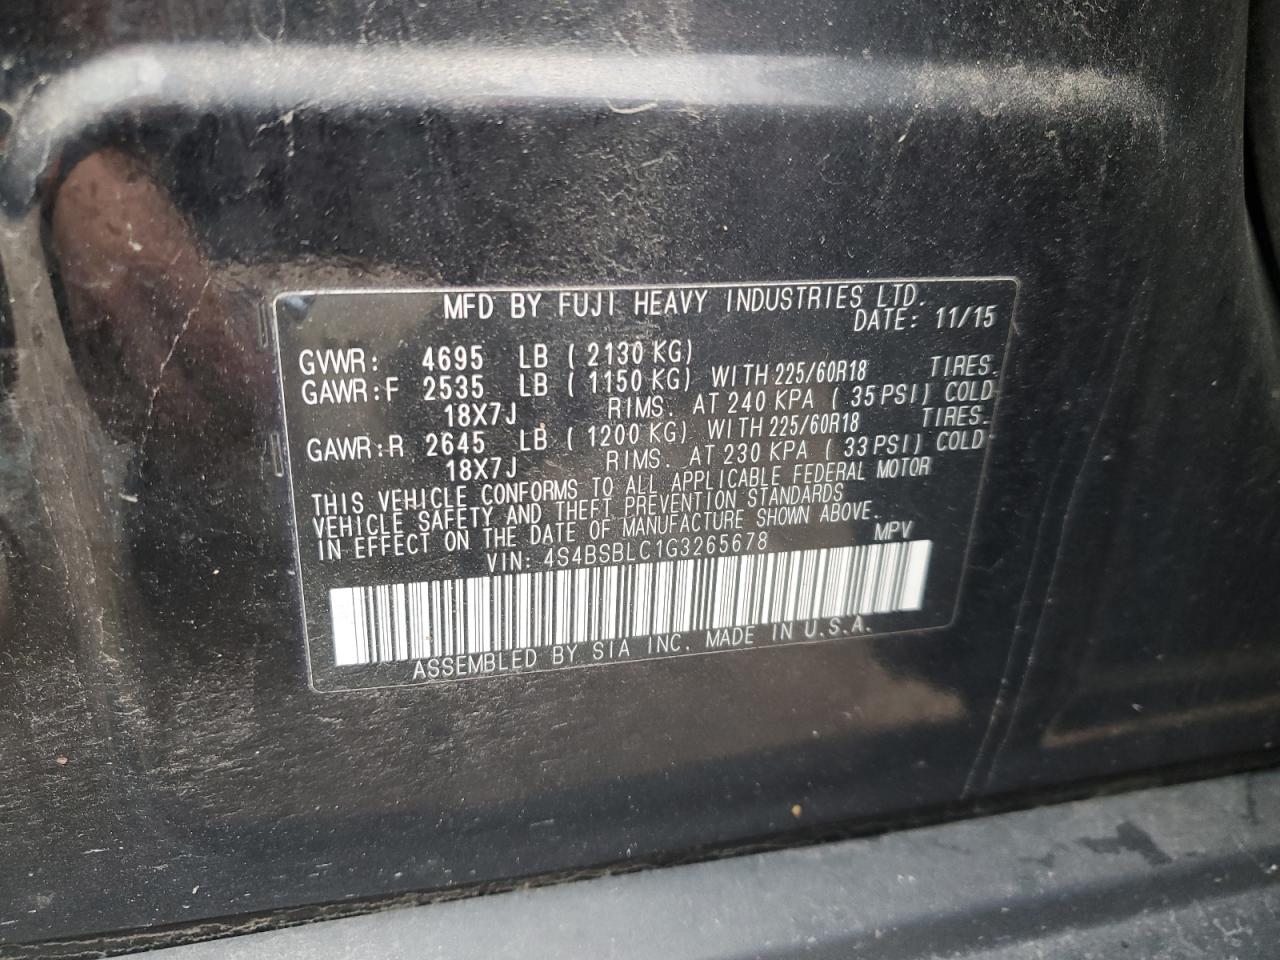 MFD BY FUJI HEAVY INDUSTRIES LTD.
DATE: 11/15
GVWR: 4695 LB ( 2130 KG)
GAWR:F 2535 LB ( 1150 KG) WITH 225/60R18 TIRES.
18X7J RIMS. AT 240 KPA ( 35 PSI) COLD
GAWR:R 2645 LB ( 1200 KG) WITH 225/60R18 TIRES.
18X7J RIMS. AT 230 KPA ( 33 PSI) COLD
THIS VEHICLE CONFORMS TO ALL APPLICABLE FEDERAL MOTOR
VEHICLE SAFETY AND THEFT PREVENTION STANDARDS
IN EFFECT ON THE DATE OF MANUFACTURE SHOWN ABOVE.
VIN: 4S4BSBLC1G3265678 MPV
ASSEMBLED BY SIA INC. MADE IN U.S.A.